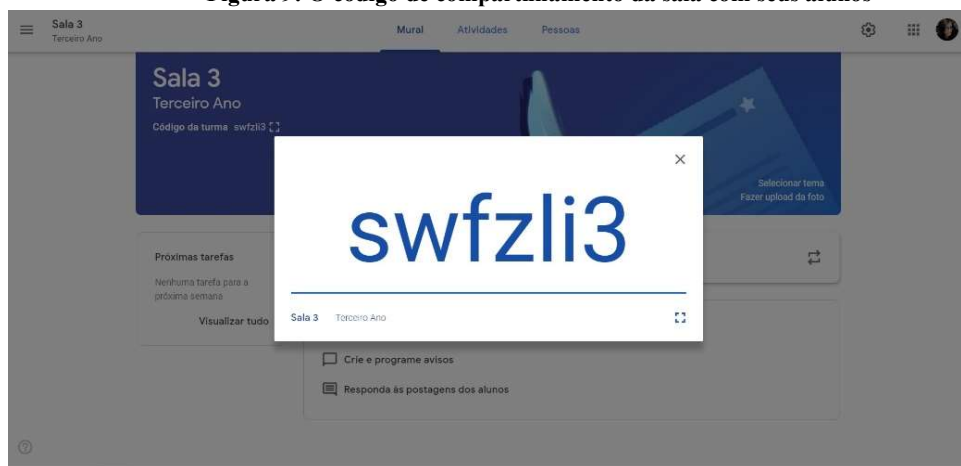 Figura 9: O código de compartilhamento da sala com seus alunos
Sala 3
Terceiro Ano
Mural Atividades Pessoas
Sala 3
Terceiro Ano
Código da turma swfzli3
Selecionar tema
Fazer upload da foto
swfzli3
Sala 3 Terceiro Ano
Próximas tarefas
Nenhuma tarefa para a
próxima semana
Visualizar tudo
Crie e programe avisos
Responda às postagens dos alunos